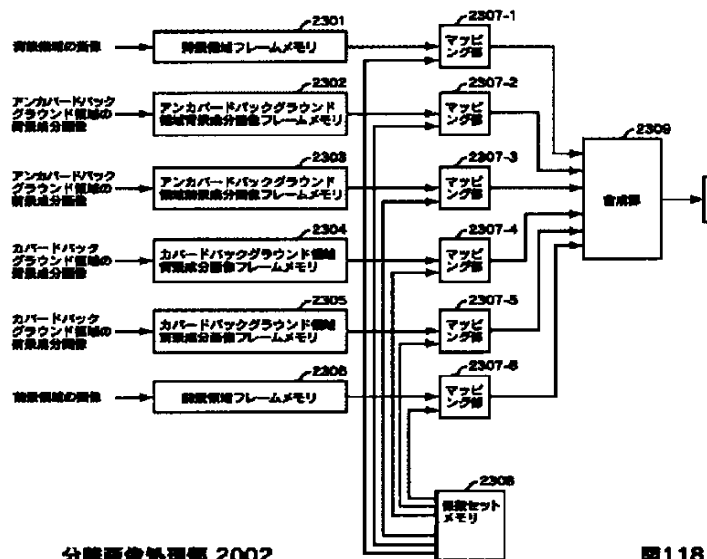 2301
背景領域の画像
背景領域フレームメモリ
2307-1
マッピ
ング部
2302
アンカバードバック
グラウンド領域の
背景成分画像
アンカバードバックグラウンド
領域背景成分画像フレームメモリ
2307-2
マッピ
ング部
2303
アンカバードバック
グラウンド領域の
前景成分画像
アンカバードバックグラウンド
領域前景成分画像フレームメモリ
2307-3
マッピ
ング部
2309
合成部
2304
カバードバック
グラウンド領域の
背景成分画像
カバードバックグラウンド領域
背景成分画像フレームメモリ
2307-4
マッピ
ング部
2305
カバードバック
グラウンド領域の
前景成分画像
カバードバックグラウンド領域
前景成分画像フレームメモリ
2307-5
マッピ
ング部
2306
前景領域の画像
前景領域フレームメモリ
2307-6
マッピ
ング部
2308
係数セット
メモリ
分離画像処理部 2002
図118